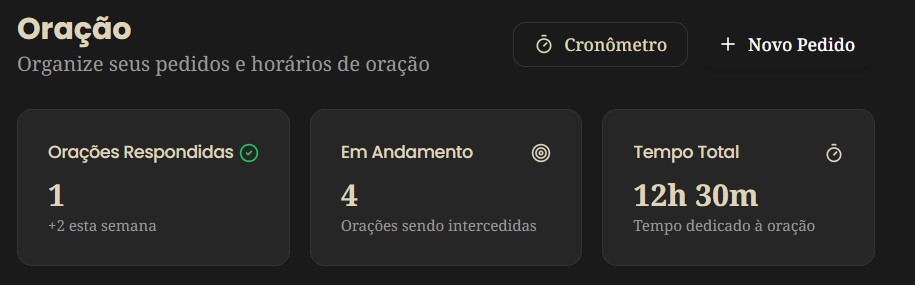 Oração
Organize seus pedidos e horários de oração
Cronômetro
Novo Pedido
Orações Respondidas
1
+2 esta semana
Em Andamento
4
Orações sendo intercedidas
Tempo Total
12h 30m
Tempo dedicado à oração